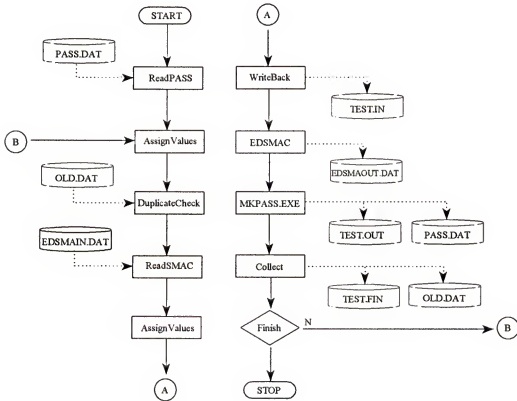 START
PASS.DAT
ReadPASS
B
AssignValues
OLD.DAT
DuplicateCheck
EDSMAIN.DAT
ReadSMAC
AssignValues
A
A
WriteBack
TEST.IN
EDSMAC
EDSMAOUT.DAT
MKPASS.EXE
TEST.OUT
PASS.DAT
Collect
TEST.FIN
OLD.DAT
Finish
N
B
STOP